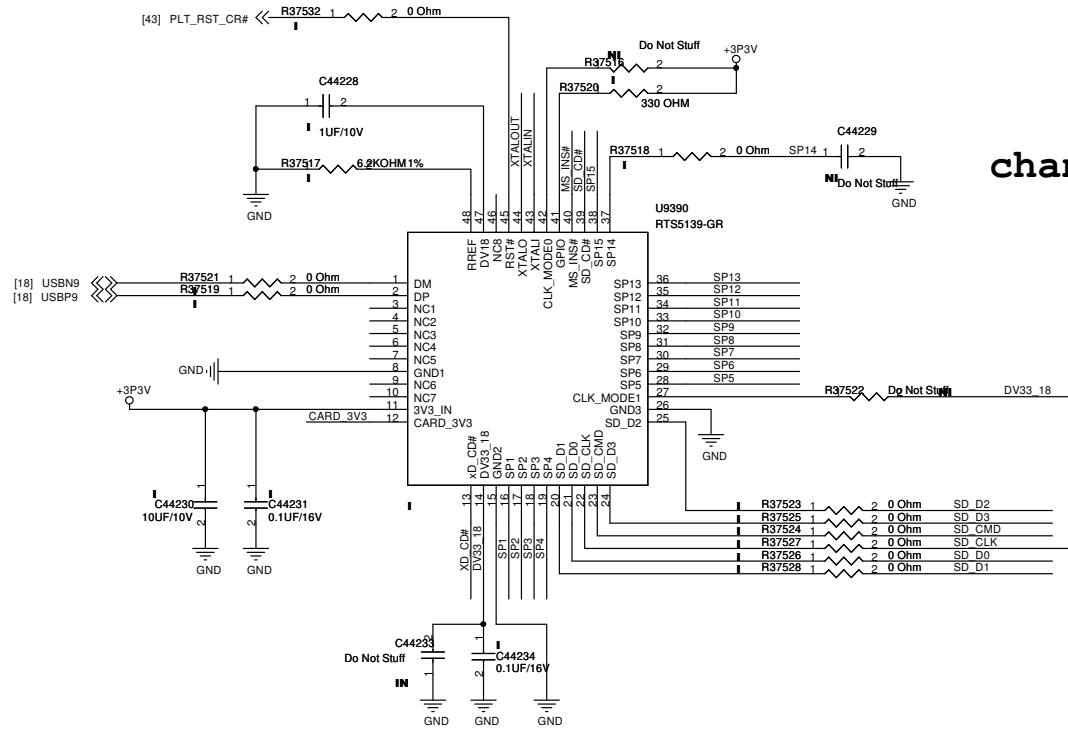 [43] PLT_RST_CR# R37532 1 2 0 Ohm
NI Do Not Stuff
+3P3V
R37516 2
R37520 2
330 OHM
C44228
1 2
1UF/10V
R37517 6.2KOHM 1%
GND
XTALOUT
XTALIN
MS_INS#
SD_CD#
SP15
R37518 1 2 0 Ohm SP14 1 2
C44229
NI Do Not Stuff
GND
char
U9390
RTS5139-GR
48 47 46 45 44 43 42 41 40 39 38 37
RREF
DV18
NC8
RST#
XTALO
XTALI
CLK_MODE0
GPIO
MS_INS#
SD_CD#
SP15
SP14
[18] USBN9 R37521 1 2 0 Ohm 1 DM
[18] USBP9 R37519 1 2 0 Ohm 2 DP
3 NC1
4 NC2
5 NC3
6 NC4
7 NC5
GND 8 GND1
9 NC6
10 NC7
+3P3V 11 3V3_IN
CARD_3V3 12 CARD_3V3
SP13 36 SP13
SP12 35 SP12
SP11 34 SP11
SP10 33 SP10
SP9 32 SP9
SP8 31 SP8
SP7 30 SP7
SP6 29 SP6
SP5 28 SP5
CLK_MODE1 27 R37522 2 Do Not Stuff NI DV33_18
GND3 26
SD_D2 25
GND
xD_CD#
DV33_18
GND2
SP1
SP2
SP3
SP4
SD_D1
SD_D0
SD_CLK
SD_CMD
SD_D3
13 14 15 16 17 18 19 20 21 22 23 24
XD_CD#
DV33_18
SP1
SP2
SP3
SP4
1 C44230
10UF/10V
2
GND
1 C44231
0.1UF/16V
2
GND
R37523 1 2 0 Ohm SD_D2
R37525 1 2 0 Ohm SD_D3
R37524 1 2 0 Ohm SD_CMD
R37527 1 2 0 Ohm SD_CLK
R37526 1 2 0 Ohm SD_D0
R37528 1 2 0 Ohm SD_D1
C44233 2
Do Not Stuff
1
IN
GND
1 C44234
0.1UF/16V
2
GND
GND